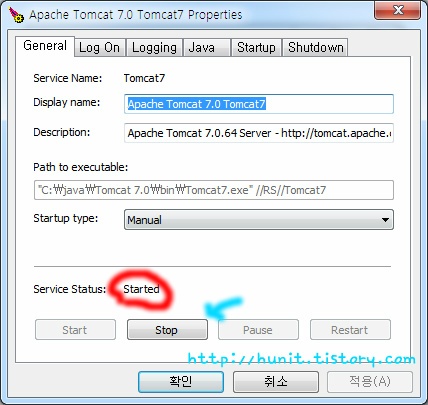 Apache Tomcat 7.0 Tomcat7 Properties
General Log On Logging Java Startup Shutdown
Service Name: Tomcat7
Display name: Apache Tomcat 7.0 Tomcat7
Description: Apache Tomcat 7.0.64 Server - http://tomcat.apache.
Path to executable:
"C:₩java₩Tomcat 7.0₩bin₩Tomcat7.exe" //RS//Tomcat7
Startup type: Manual
Service Status: Started
Start Stop Pause Restart
http://hunit.tistory.com
확인 취소 적용(A)